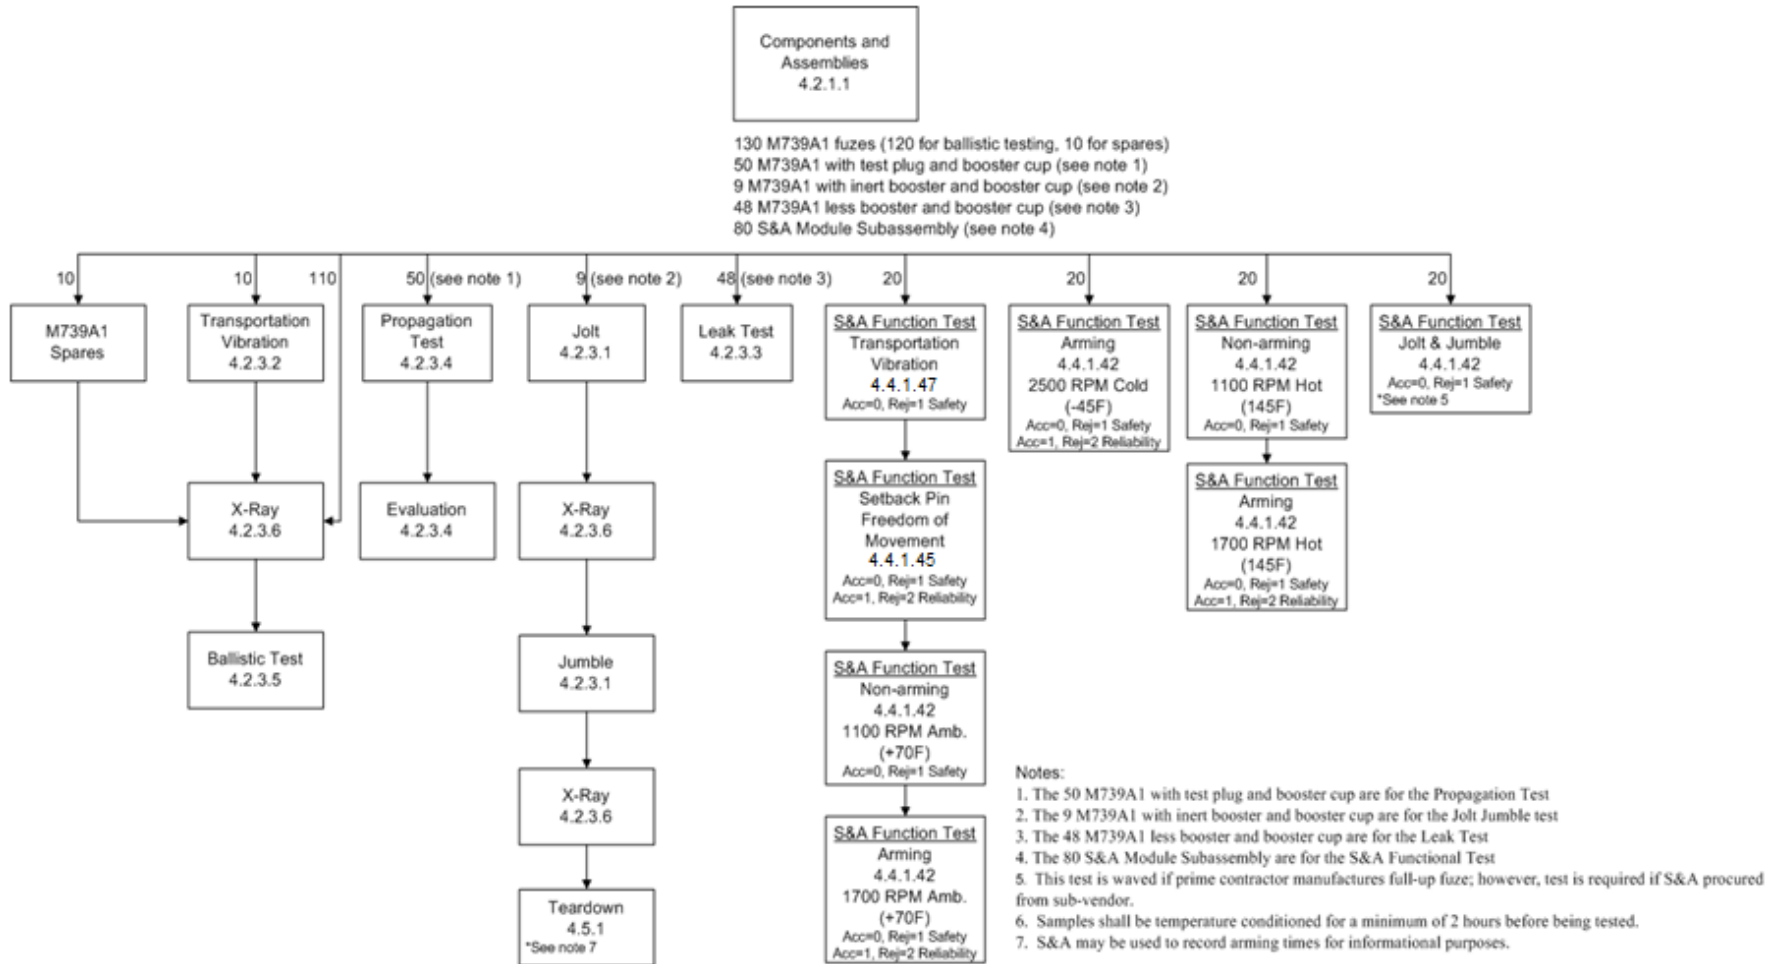 Components and
Assemblies
4.2.1.1
130 M739A1 fuzes (120 for ballistic testing, 10 for spares)
50 M739A1 with test plug and booster cup (see note 1)
9 M739A1 with inert booster and booster cup (see note 2)
48 M739A1 less booster and booster cup (see note 3)
80 S&A Module Subassembly (see note 4)
10
10
110
50 (see note 1)
9 (see note 2)
48 (see note 3)
20
20
20
20
M739A1
Spares
Transportation
Vibration
4.2.3.2
X-Ray
4.2.3.6
Ballistic Test
4.2.3.5
Propagation
Test
4.2.3.4
Evaluation
4.2.3.4
Jolt
4.2.3.1
X-Ray
4.2.3.6
Jumble
4.2.3.1
X-Ray
4.2.3.6
Teardown
4.5.1
*See note 7
Leak Test
4.2.3.3
S&A Function Test
Transportation
Vibration
4.4.1.47
Acc=0, Rej=1 Safety
S&A Function Test
Setback Pin
Freedom of
Movement
4.4.1.45
Acc=0, Rej=1 Safety
Acc=1, Rej=2 Reliability
S&A Function Test
Non-arming
4.4.1.42
1100 RPM Amb.
(+70F)
Acc=0, Rej=1 Safety
S&A Function Test
Arming
4.4.1.42
1700 RPM Amb.
(+70F)
Acc=0, Rej=1 Safety
Acc=1, Rej=2 Reliability
S&A Function Test
Arming
4.4.1.42
2500 RPM Cold
(-45F)
Acc=0, Rej=1 Safety
Acc=1, Rej=2 Reliability
S&A Function Test
Non-arming
4.4.1.42
1100 RPM Hot
(145F)
Acc=0, Rej=1 Safety
S&A Function Test
Arming
4.4.1.42
1700 RPM Hot
(145F)
Acc=0, Rej=1 Safety
Acc=1, Rej=2 Reliability
S&A Function Test
Jolt & Jumble
4.4.1.42
Acc=0, Rej=1 Safety
*See note 5
Notes:
1. The 50 M739A1 with test plug and booster cup are for the Propagation Test
2. The 9 M739A1 with inert booster and booster cup are for the Jolt Jumble test
3. The 48 M739A1 less booster and booster cup are for the Leak Test
4. The 80 S&A Module Subassembly are for the S&A Functional Test
5. This test is waved if prime contractor manufactures full-up fuze; however, test is required if S&A procured
from sub-vendor.
6. Samples shall be temperature conditioned for a minimum of 2 hours before being tested.
7. S&A may be used to record arming times for informational purposes.